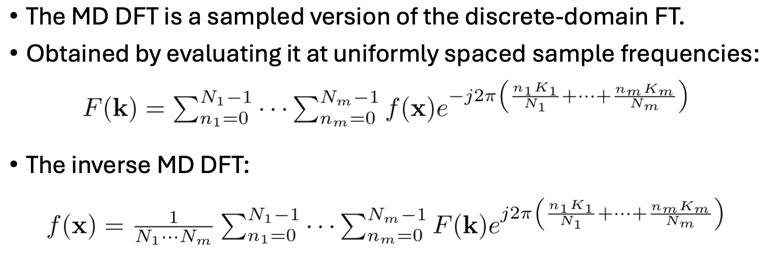 • The MD DFT is a sampled version of the discrete-domain FT.
• Obtained by evaluating it at uniformly spaced sample frequencies:
$F(\mathbf{k}) = \sum_{n_1=0}^{N_1-1} \cdots \sum_{n_m=0}^{N_m-1} f(\mathbf{x}) e^{-j2\pi \left( \frac{n_1 K_1}{N_1} + \cdots + \frac{n_m K_m}{N_m} \right)}$
• The inverse MD DFT:
$f(\mathbf{x}) = \frac{1}{N_1 \cdots N_m} \sum_{n_1=0}^{N_1-1} \cdots \sum_{n_m=0}^{N_m-1} F(\mathbf{k}) e^{j2\pi \left( \frac{n_1 K_1}{N_1} + \cdots + \frac{n_m K_m}{N_m} \right)}$